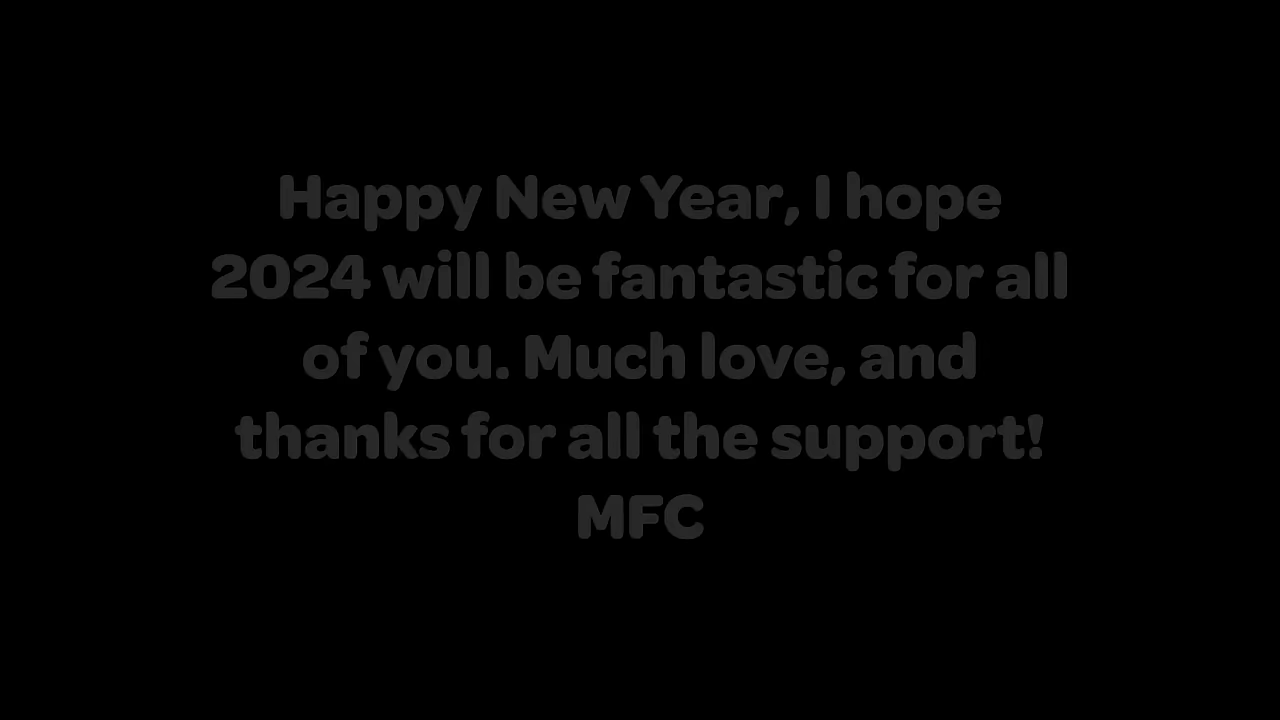 Happy New Year, I hope
2024 will be fantastic for all
of you. Much love, and
thanks for all the support!
MFC